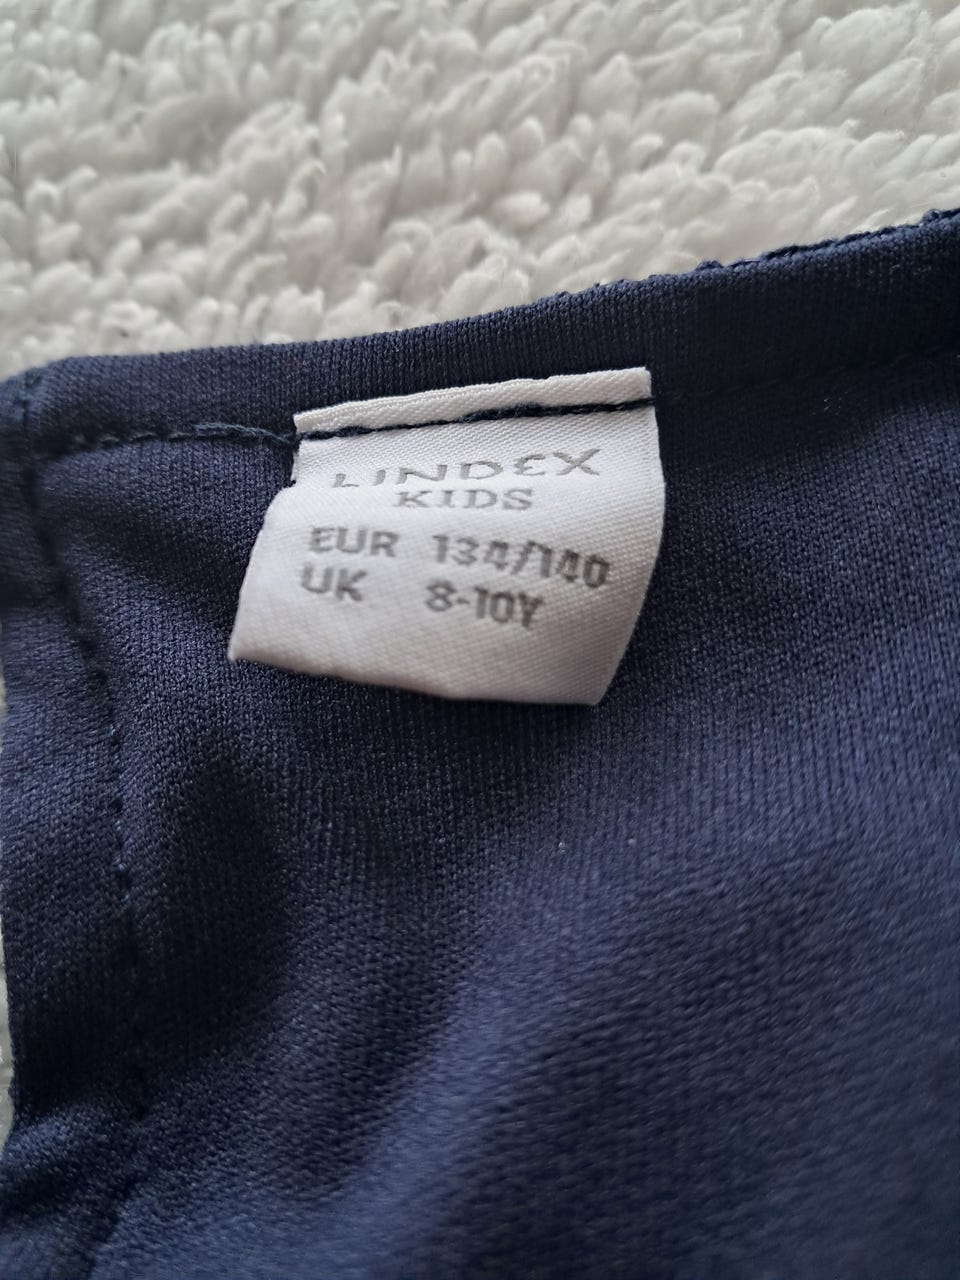 LINDEX
KIDS
EUR 134/140
UK 8-10Y